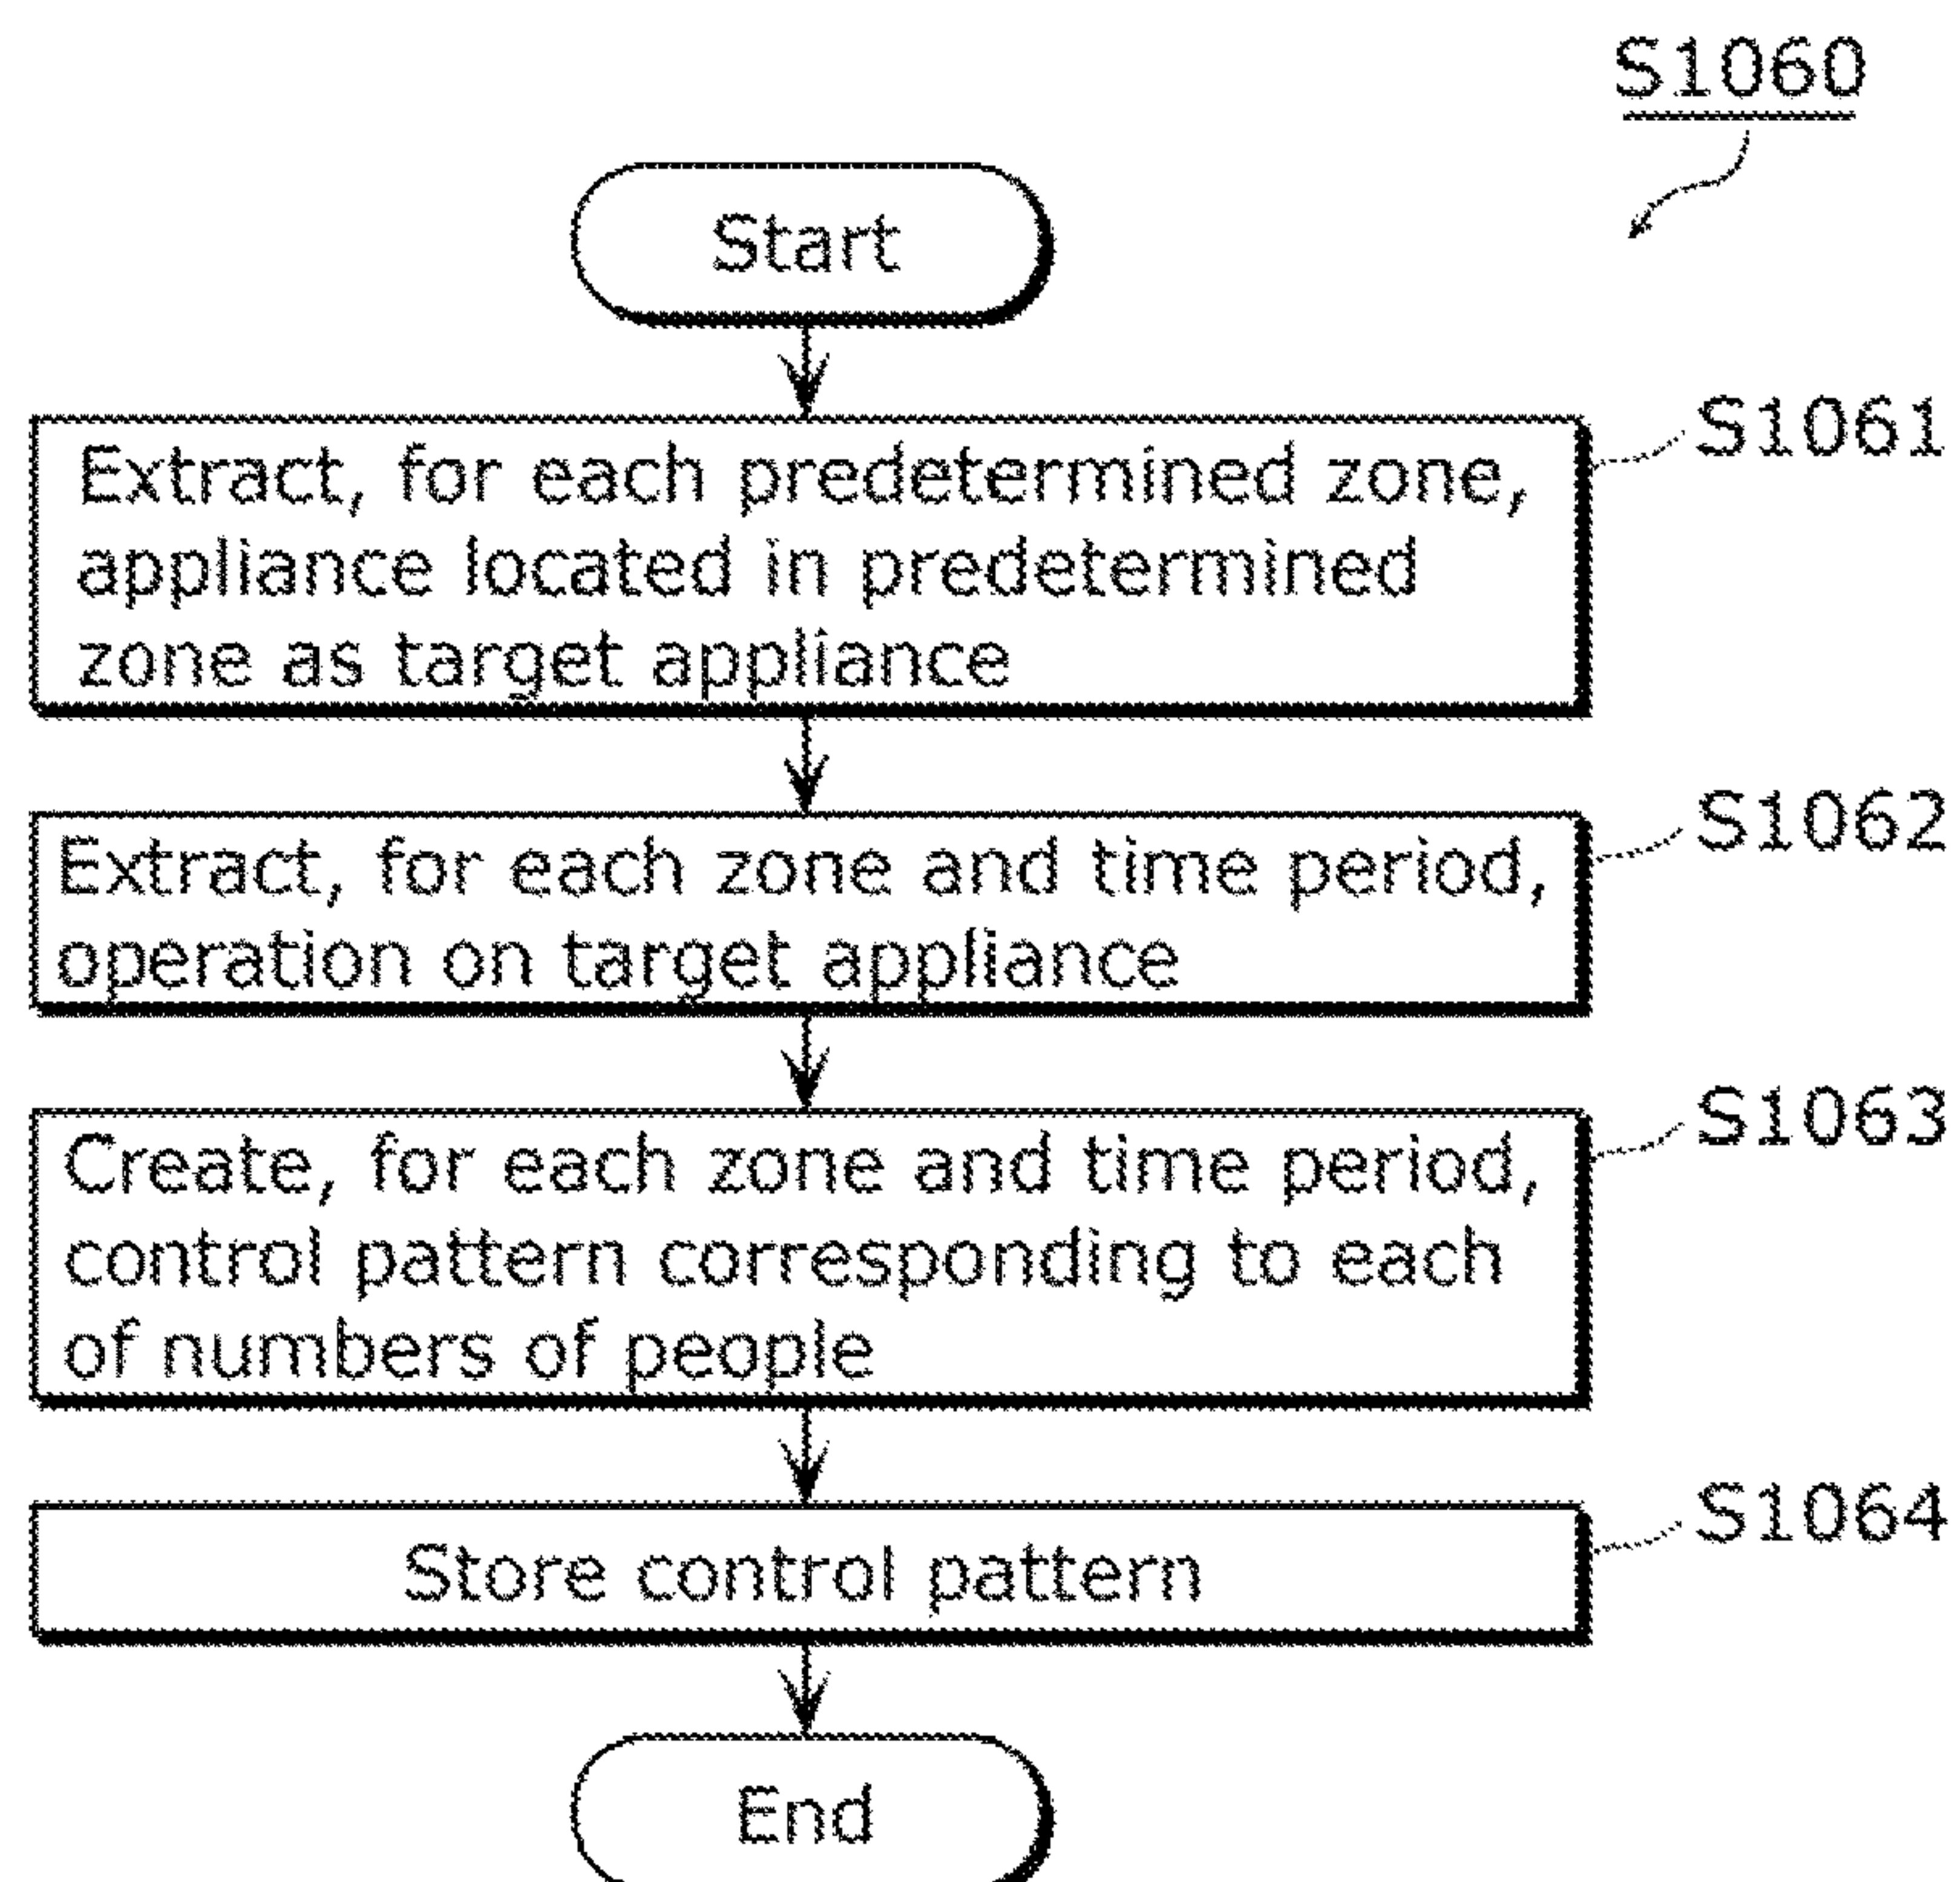 S1060
Start
S1061
Extract, for each predetermined zone,
appliance located in predetermined
zone as target appliance
S1062
Extract, for each zone and time period,
operation on target appliance
S1063
Create, for each zone and time period,
control pattern corresponding to each
of numbers of people
S1064
Store control pattern
End